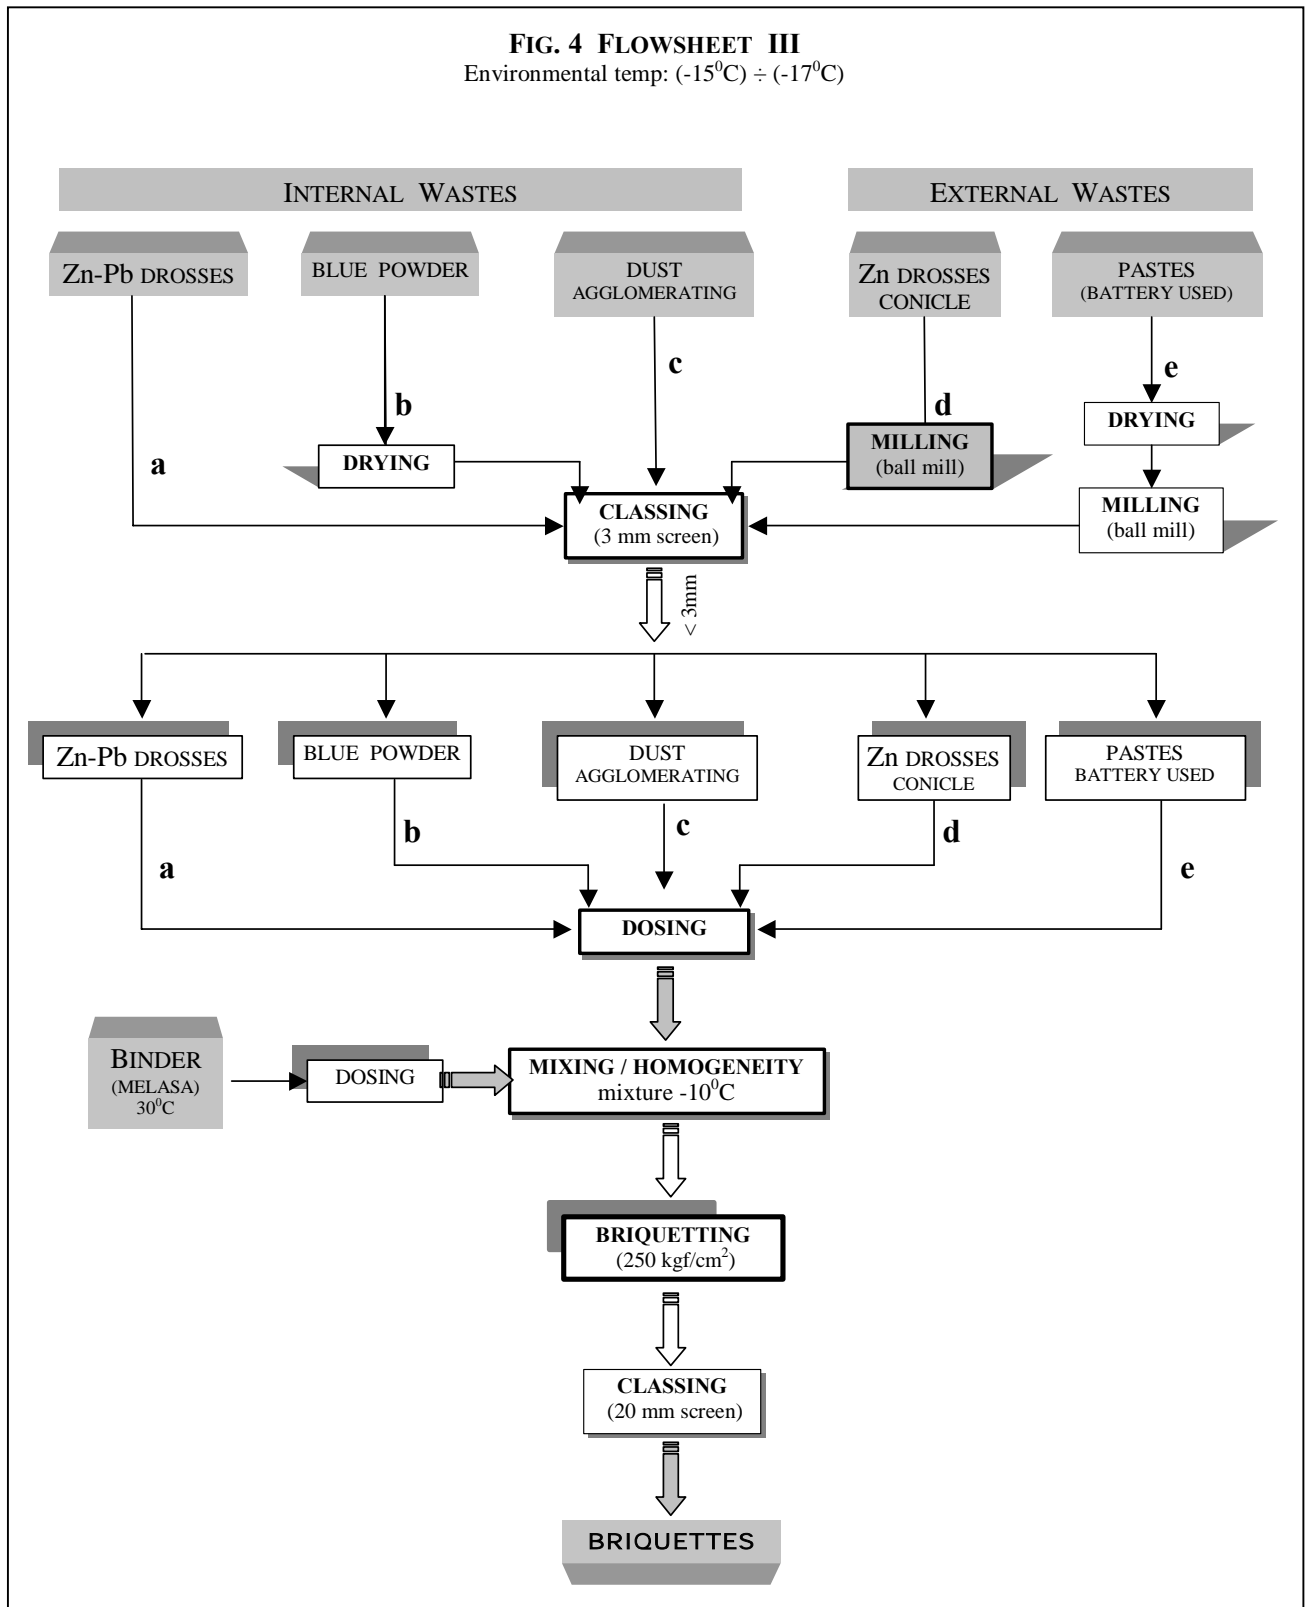 FIG. 4 FLOWSHEET III
Environmental temp: (-15⁰C) ÷ (-17⁰C)
INTERNAL WASTES
EXTERNAL WASTES
Zn-Pb DROSSES
BLUE POWDER
DUST
AGGLOMERATING
Zn DROSSES
CONICLE
PASTES
(BATTERY USED)
a
b
c
d
e
DRYING
MILLING
(ball mill)
DRYING
MILLING
(ball mill)
CLASSING
(3 mm screen)
< 3mm
Zn-Pb DROSSES
BLUE POWDER
DUST
AGGLOMERATING
Zn DROSSES
CONICLE
PASTES
BATTERY USED
a
b
c
d
e
DOSING
BINDER
(MELASA)
30⁰C
DOSING
MIXING / HOMOGENEITY
mixture -10⁰C
BRIQUETTING
(250 kgf/cm²)
CLASSING
(20 mm screen)
BRIQUETTES